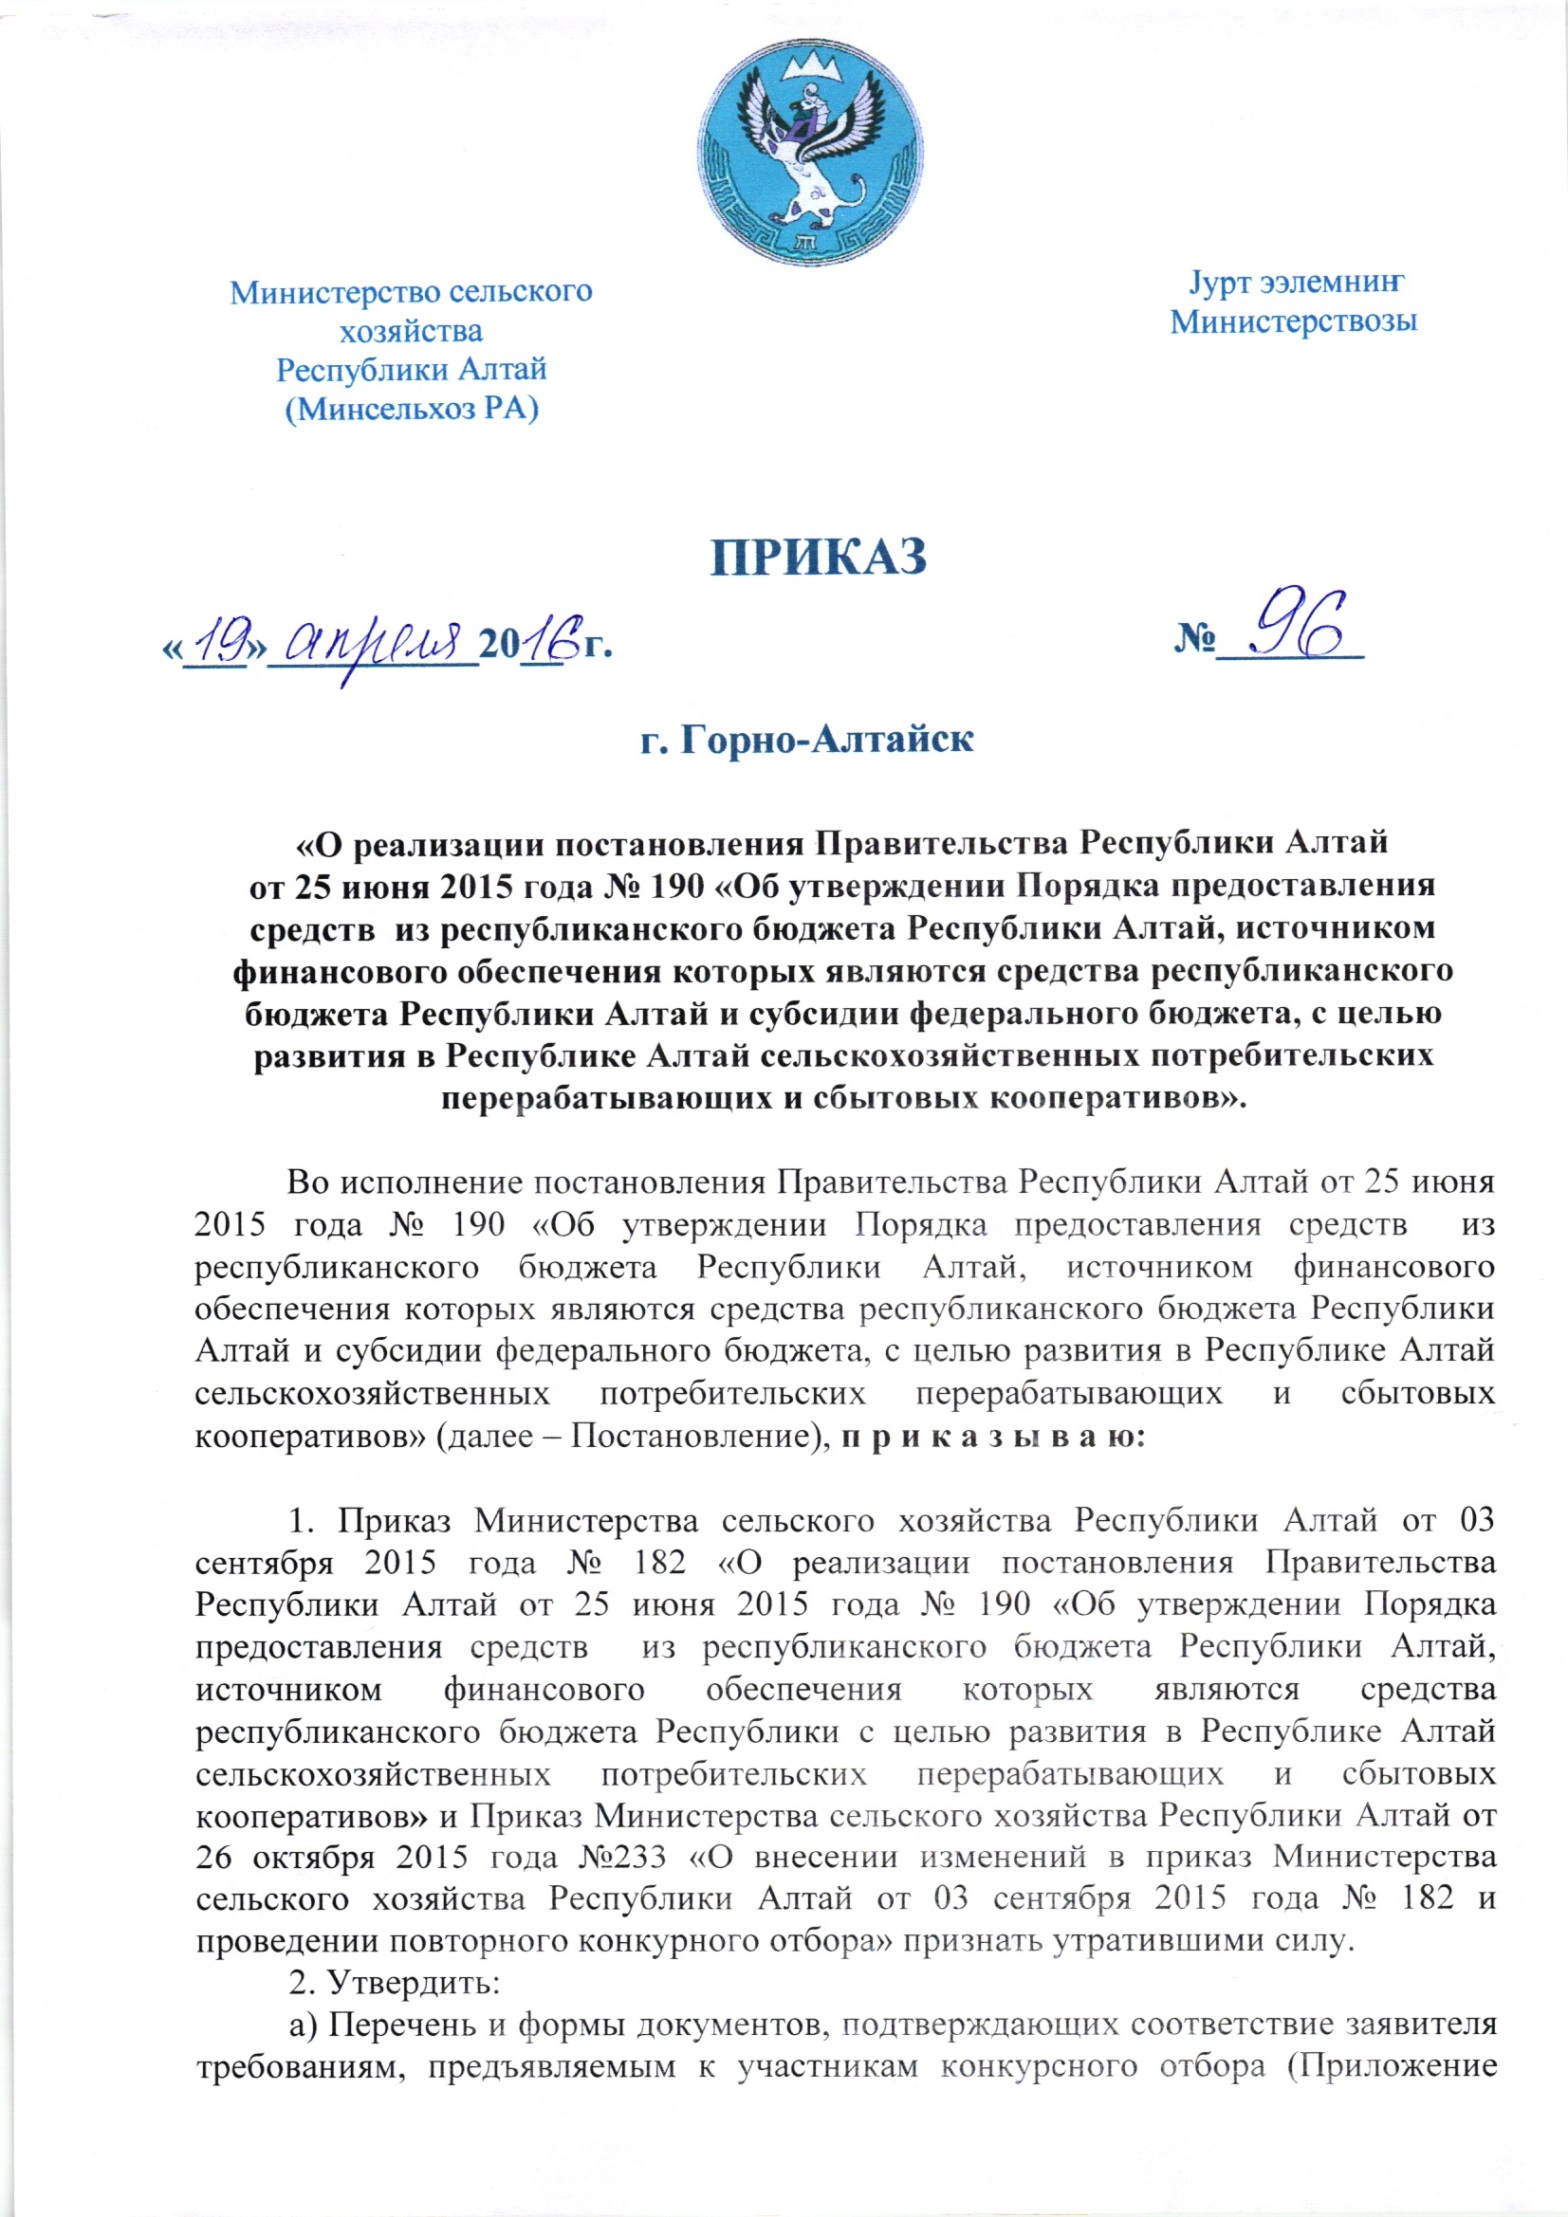 Министерство сельского
хозяйства
Республики Алтай
(Минсельхоз РА)
Jурт ээлемниҥ
Министерствозы
ПРИКАЗ
«19» апреля 2016 г.
№ 96
г. Горно-Алтайск
«О реализации постановления Правительства Республики Алтай
от 25 июня 2015 года № 190 «Об утверждении Порядка предоставления
средств из республиканского бюджета Республики Алтай, источником
финансового обеспечения которых являются средства республиканского
бюджета Республики Алтай и субсидии федерального бюджета, с целью
развития в Республике Алтай сельскохозяйственных потребительских
перерабатывающих и сбытовых кооперативов».
Во исполнение постановления Правительства Республики Алтай от 25 июня
2015 года № 190 «Об утверждении Порядка предоставления средств из
республиканского бюджета Республики Алтай, источником финансового
обеспечения которых являются средства республиканского бюджета Республики
Алтай и субсидии федерального бюджета, с целью развития в Республике Алтай
сельскохозяйственных потребительских перерабатывающих и сбытовых
кооперативов» (далее – Постановление), п р и к а з ы в а ю:
1. Приказ Министерства сельского хозяйства Республики Алтай от 03
сентября 2015 года № 182 «О реализации постановления Правительства
Республики Алтай от 25 июня 2015 года № 190 «Об утверждении Порядка
предоставления средств из республиканского бюджета Республики Алтай,
источником финансового обеспечения которых являются средства
республиканского бюджета Республики с целью развития в Республике Алтай
сельскохозяйственных потребительских перерабатывающих и сбытовых
кооперативов» и Приказ Министерства сельского хозяйства Республики Алтай от
26 октября 2015 года №233 «О внесении изменений в приказ Министерства
сельского хозяйства Республики Алтай от 03 сентября 2015 года № 182 и
проведении повторного конкурного отбора» признать утратившими силу.
2. Утвердить:
а) Перечень и формы документов, подтверждающих соответствие заявителя
требованиям, предъявляемым к участникам конкурсного отбора (Приложение